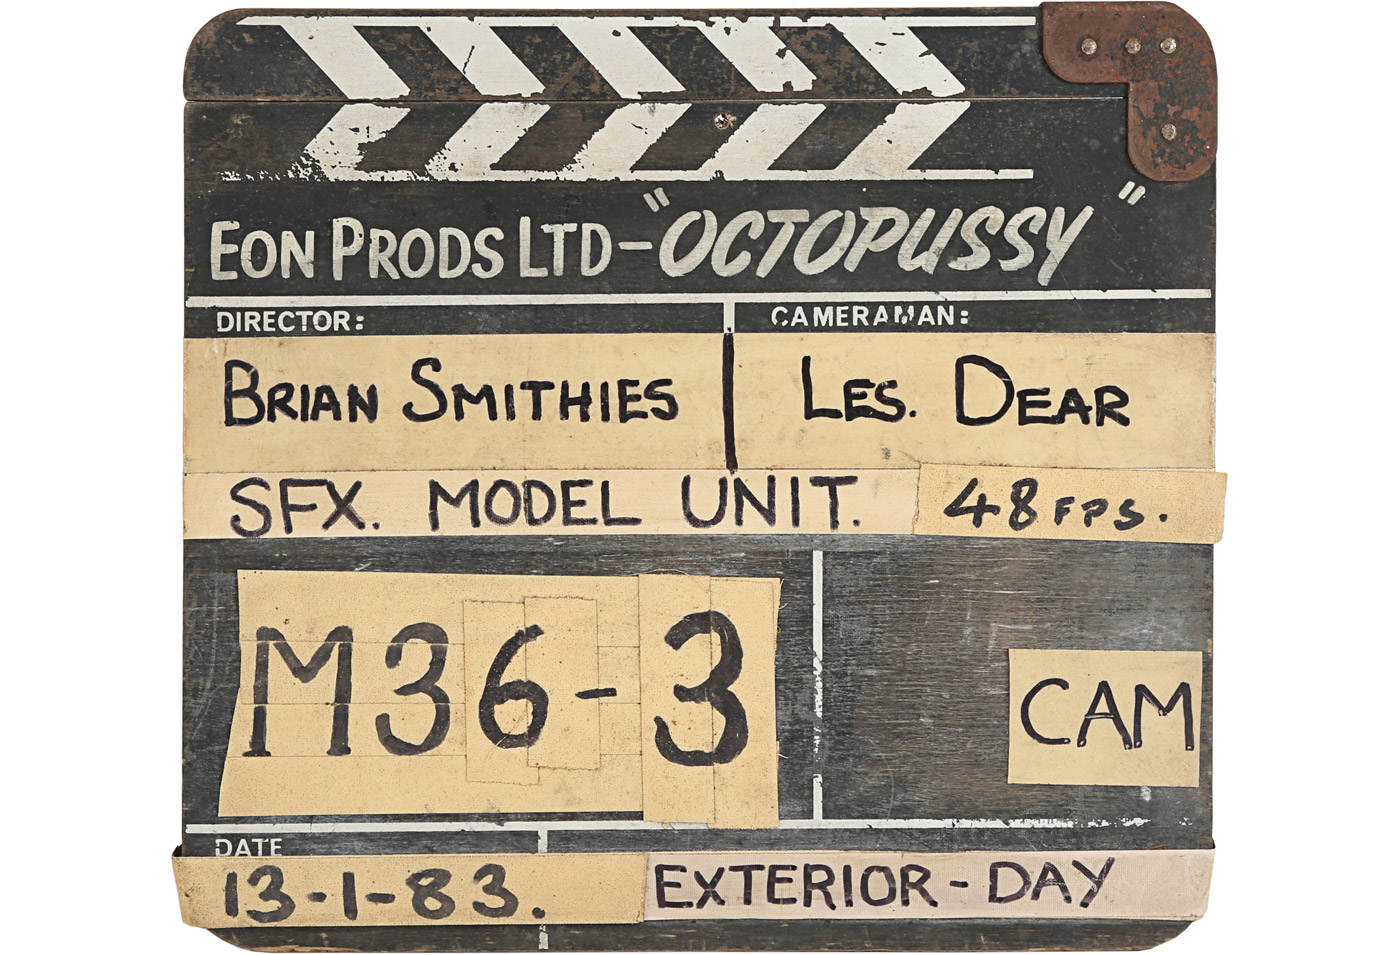 EON PRODS LTD - "OCTOPUSSY"
DIRECTOR: CAMERAMAN:
BRIAN SMITHIES LES. DEAR
SFX. MODEL UNIT. 48 FPS.
M36-3 CAM
DATE
13-1-83. EXTERIOR - DAY